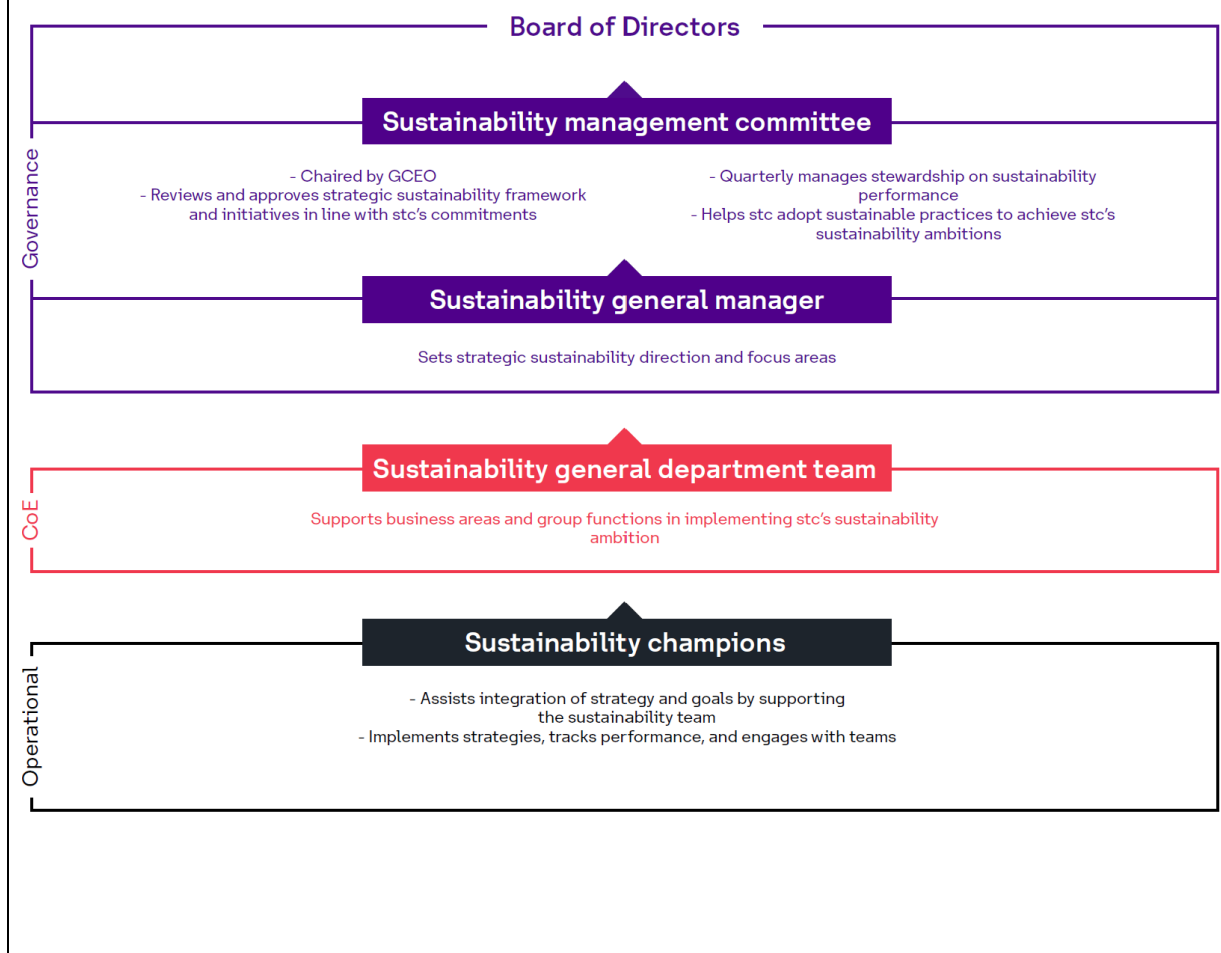 Board of Directors
Governance
Sustainability management committee
- Chaired by GCEO
- Reviews and approves strategic sustainability framework
and initiatives in line with stc’s commitments
- Quarterly manages stewardship on sustainability
performance
- Helps stc adopt sustainable practices to achieve stc’s
sustainability ambitions
Sustainability general manager
Sets strategic sustainability direction and focus areas
CoE
Sustainability general department team
Supports business areas and group functions in implementing stc’s sustainability
ambition
Operational
Sustainability champions
- Assists integration of strategy and goals by supporting
the sustainability team
- Implements strategies, tracks performance, and engages with teams